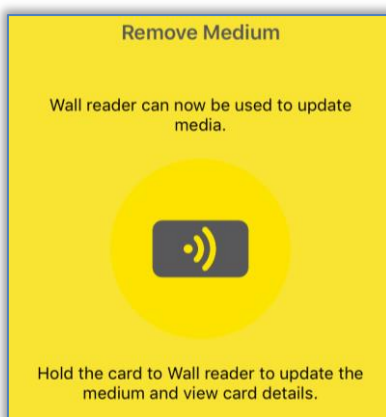 Remove Medium
Wall reader can now be used to update
media.
Hold the card to Wall reader to update the
medium and view card details.